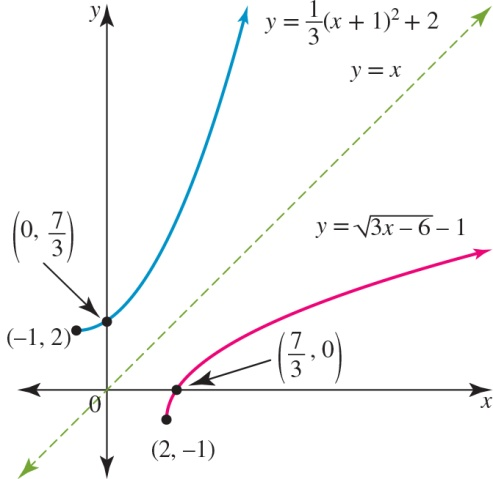 y
y = 1/3(x + 1)² + 2
y = x
(0, 7/3)
y = √(3x – 6) – 1
(–1, 2)
(7/3, 0)
0
x
(2, –1)